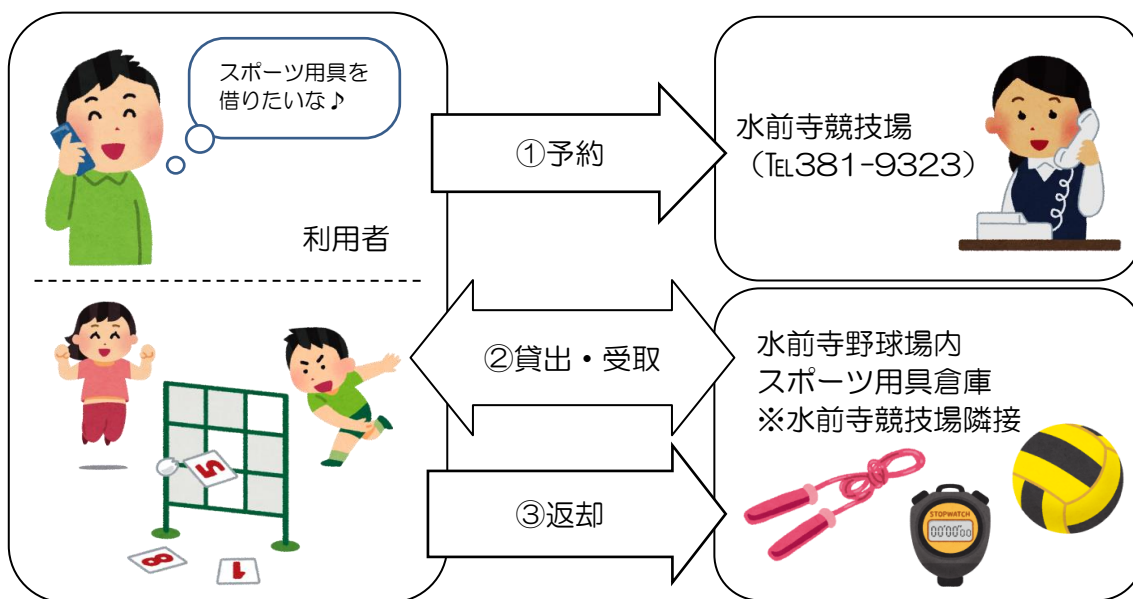 スポーツ用具を
借りたいな♪
①予約
水前寺競技場
（℡381-9323）
利用者
②貸出・受取
水前寺野球場内
スポーツ用具倉庫
※水前寺競技場隣接
③返却
5
8
1
STOPWATCH
00'00"00